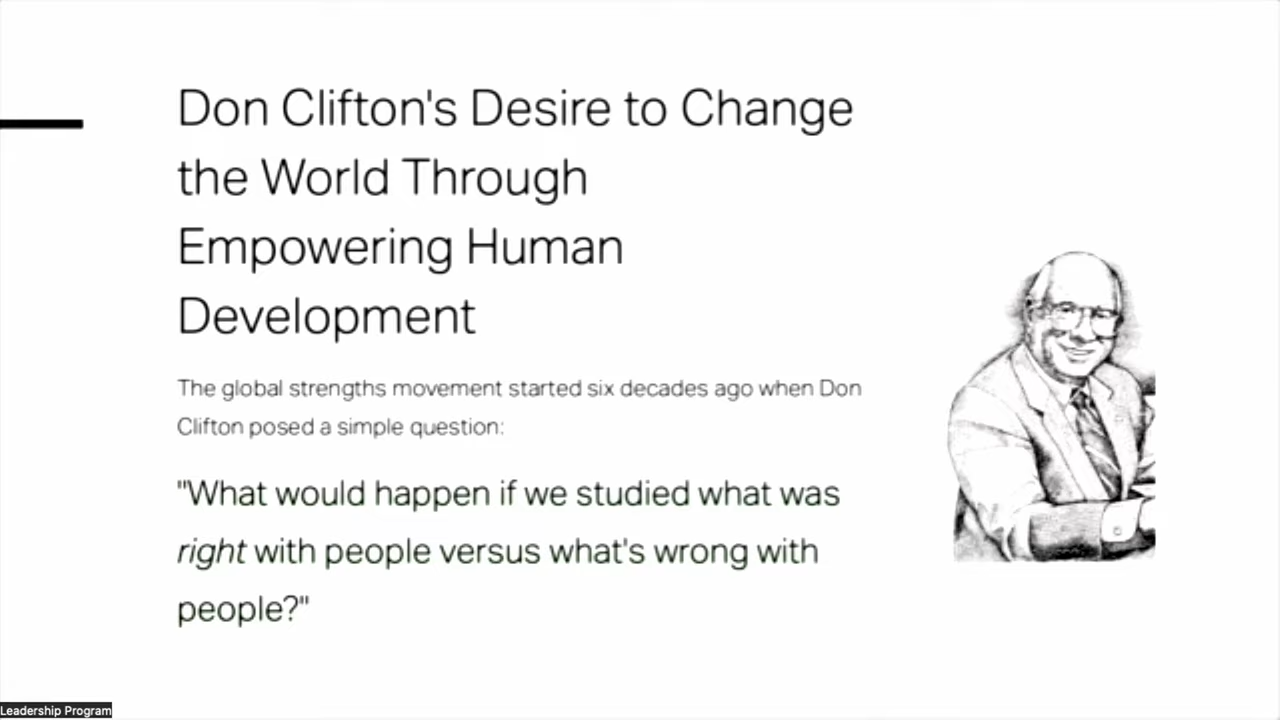 Don Clifton's Desire to Change
the World Through
Empowering Human
Development
The global strengths movement started six decades ago when Don
Clifton posed a simple question:
"What would happen if we studied what was
right with people versus what's wrong with
people?"
Leadership Program